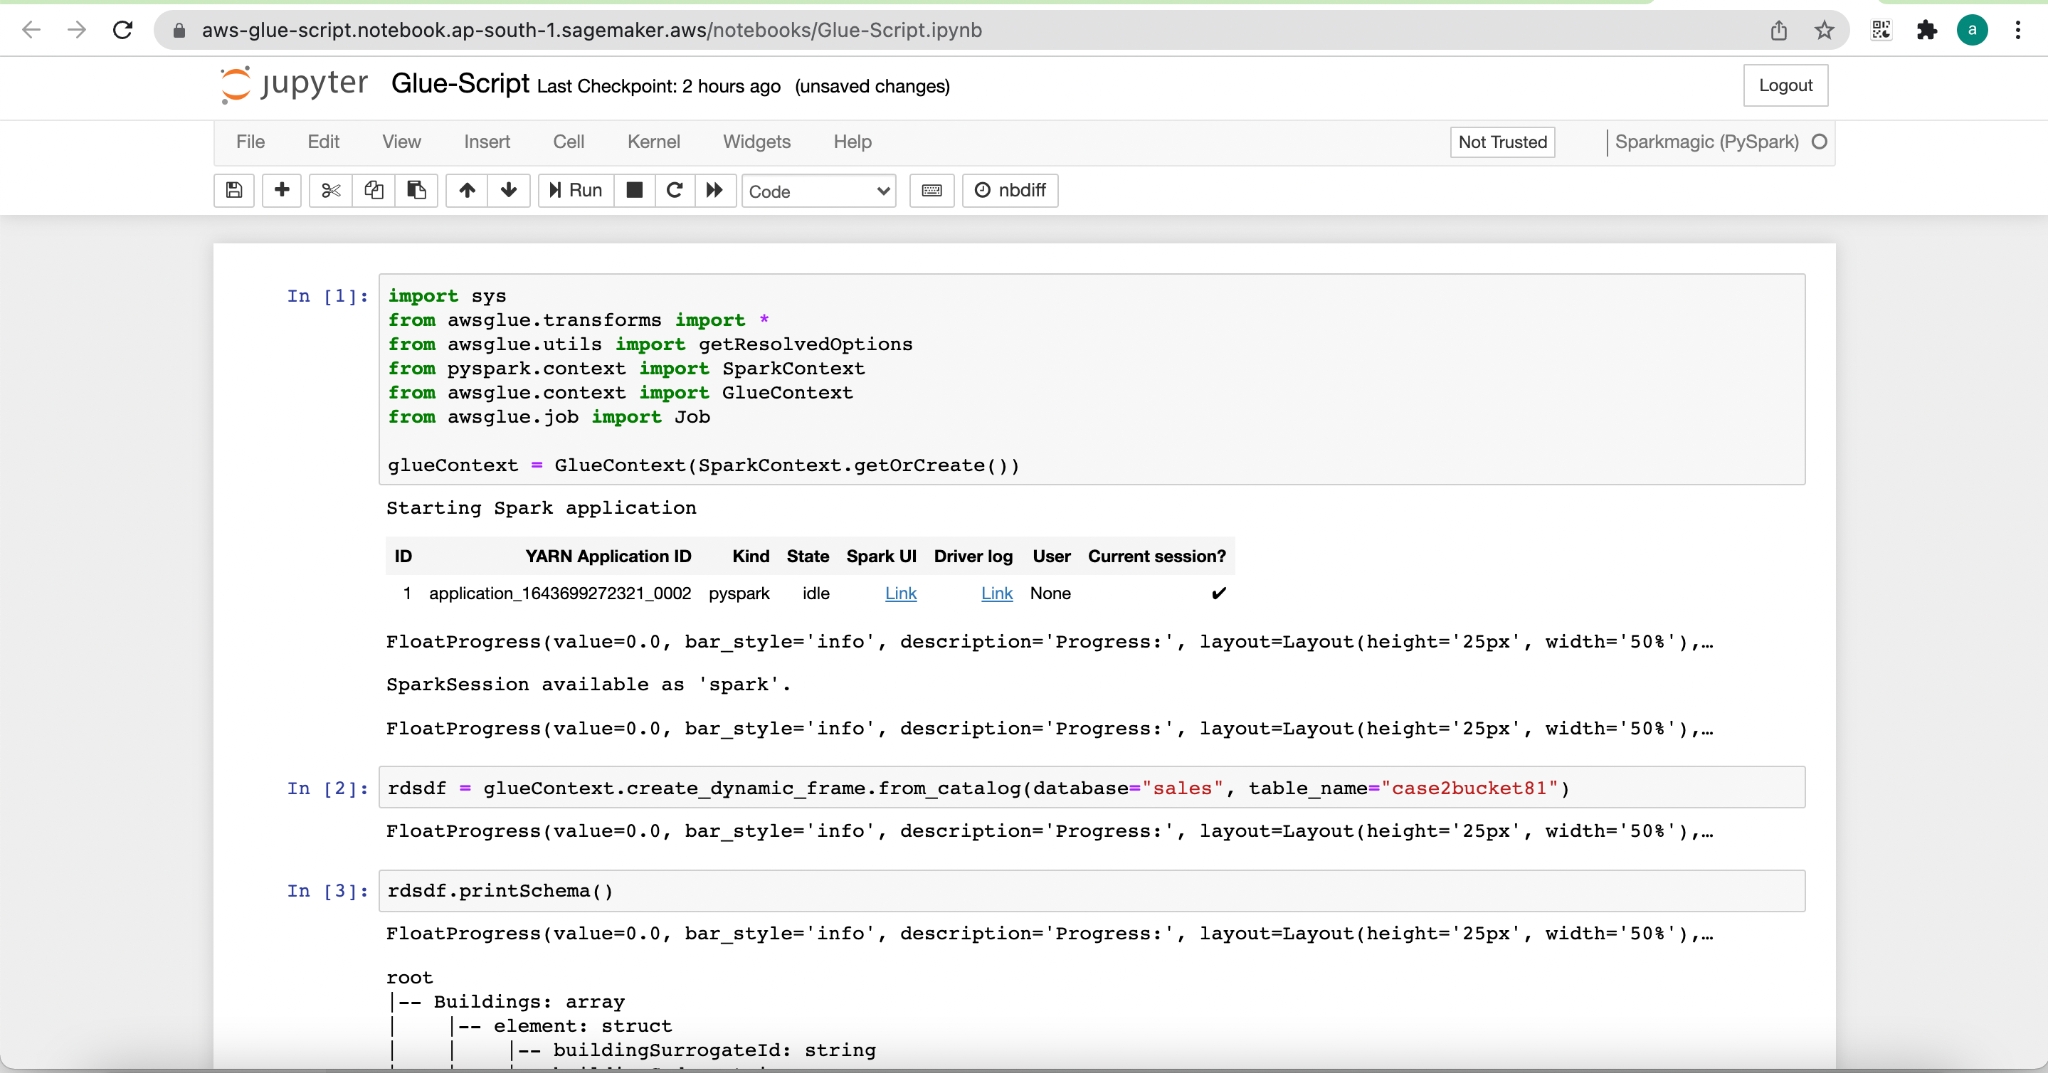 aws-glue-script.notebook.ap-south-1.sagemaker.aws/notebooks/Glue-Script.ipynb
a
jupyter Glue-Script Last Checkpoint: 2 hours ago (unsaved changes)
Logout
File Edit View Insert Cell Kernel Widgets Help
Not Trusted
Sparkmagic (PySpark)
Run
Code
nbdiff
In [1]:
import sys
from awsglue.transforms import *
from awsglue.utils import getResolvedOptions
from pyspark.context import SparkContext
from awsglue.context import GlueContext
from awsglue.job import Job
glueContext = GlueContext(SparkContext.getOrCreate())
Starting Spark application
ID YARN Application ID Kind State Spark UI Driver log User Current session?
1 application_1643699272321_0002 pyspark idle Link Link None ✔
FloatProgress(value=0.0, bar_style='info', description='Progress:', layout=Layout(height='25px', width='50%'),…
SparkSession available as 'spark'.
FloatProgress(value=0.0, bar_style='info', description='Progress:', layout=Layout(height='25px', width='50%'),…
In [2]:
rdsdf = glueContext.create_dynamic_frame.from_catalog(database="sales", table_name="case2bucket81")
FloatProgress(value=0.0, bar_style='info', description='Progress:', layout=Layout(height='25px', width='50%'),…
In [3]:
rdsdf.printSchema()
FloatProgress(value=0.0, bar_style='info', description='Progress:', layout=Layout(height='25px', width='50%'),…
root
|-- Buildings: array
|    |-- element: struct
|    |    |-- buildingSurrogateId: string